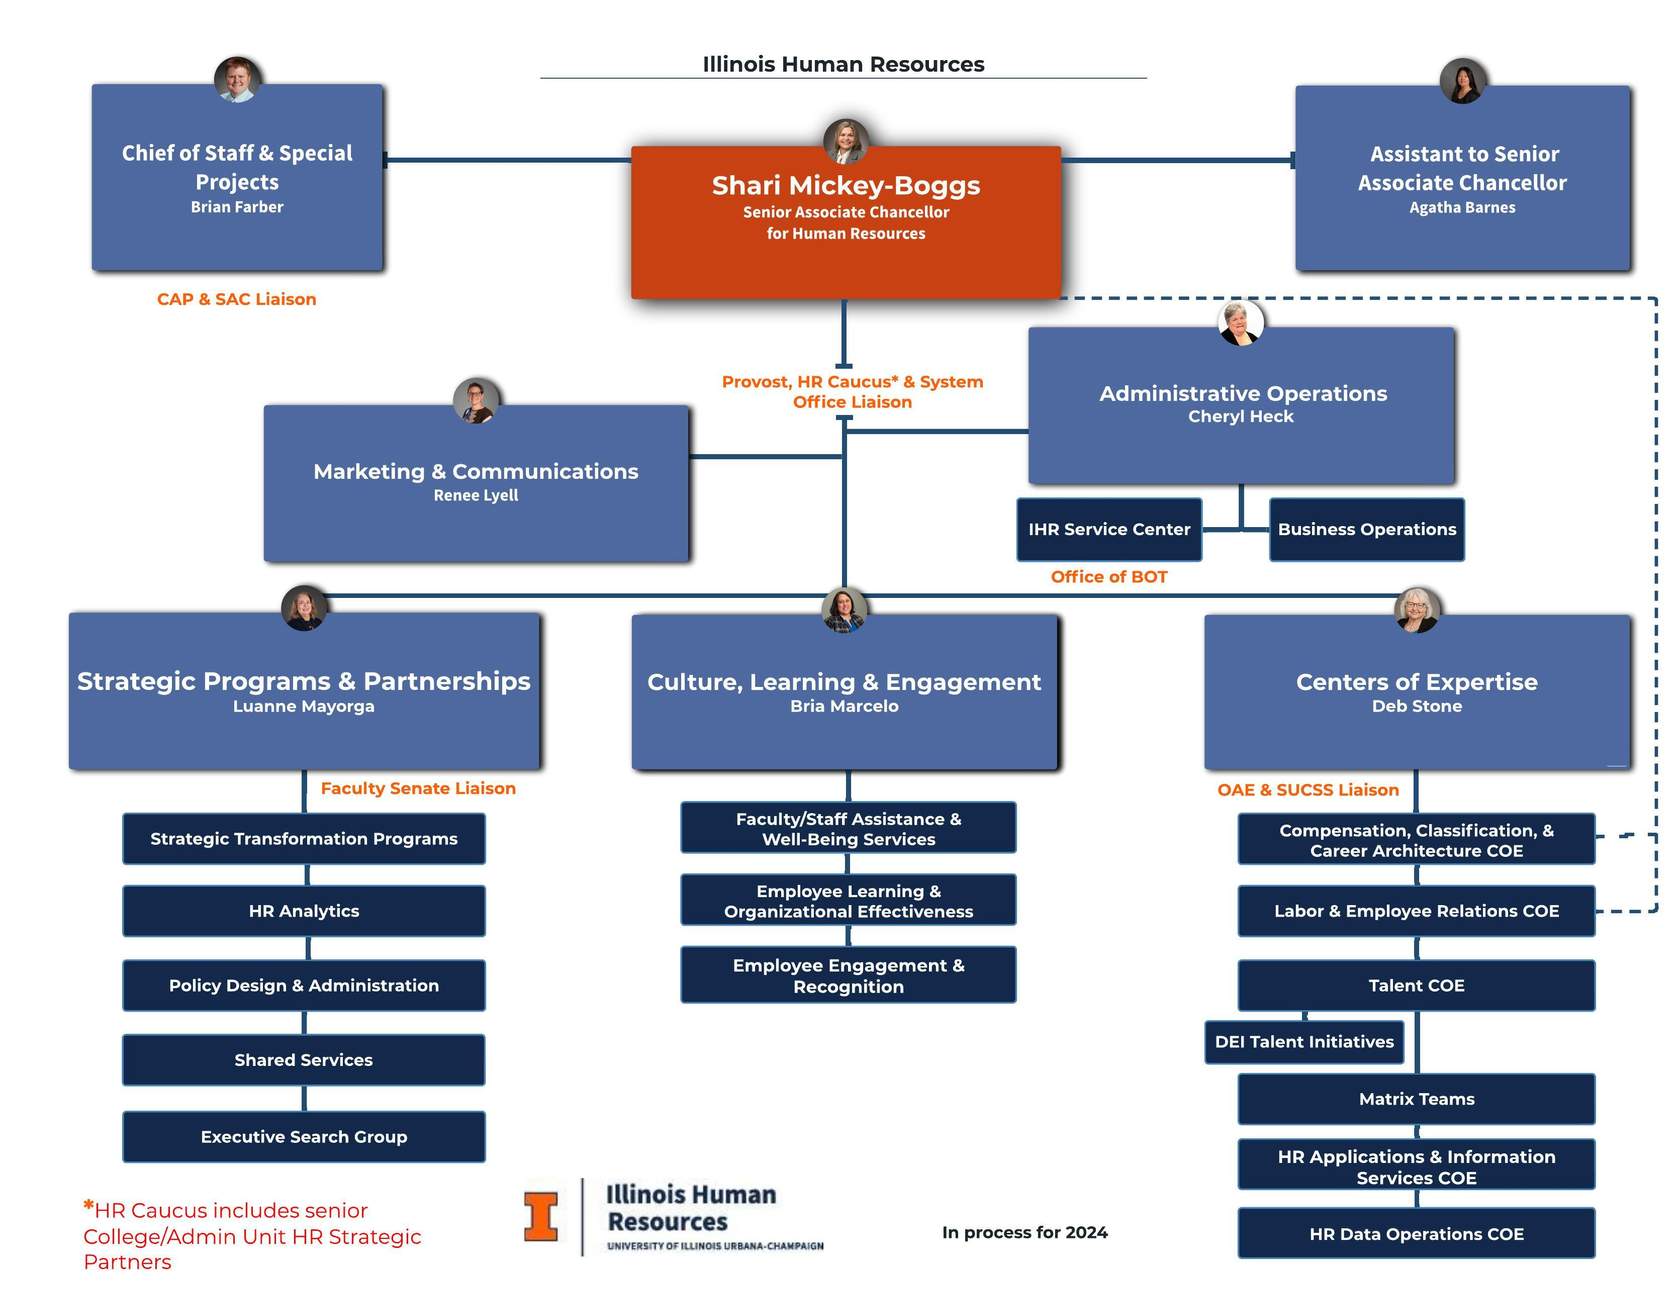 Illinois Human Resources
Chief of Staff & Special
Projects
Brian Farber
CAP & SAC Liaison
Shari Mickey-Boggs
Senior Associate Chancellor
for Human Resources
Assistant to Senior
Associate Chancellor
Agatha Barnes
Provost, HR Caucus* & System
Office Liaison
Administrative Operations
Cheryl Heck
Marketing & Communications
Renee Lyell
IHR Service Center
Business Operations
Office of BOT
Strategic Programs & Partnerships
Luanne Mayorga
Faculty Senate Liaison
Strategic Transformation Programs
HR Analytics
Policy Design & Administration
Shared Services
Executive Search Group
Culture, Learning & Engagement
Bria Marcelo
Faculty/Staff Assistance &
Well-Being Services
Employee Learning &
Organizational Effectiveness
Employee Engagement &
Recognition
Centers of Expertise
Deb Stone
OAE & SUCSS Liaison
Compensation, Classification, &
Career Architecture COE
Labor & Employee Relations COE
Talent COE
DEI Talent Initiatives
Matrix Teams
HR Applications & Information
Services COE
HR Data Operations COE
*HR Caucus includes senior
College/Admin Unit HR Strategic
Partners
Illinois Human
Resources
UNIVERSITY OF ILLINOIS URBANA-CHAMPAIGN
In process for 2024